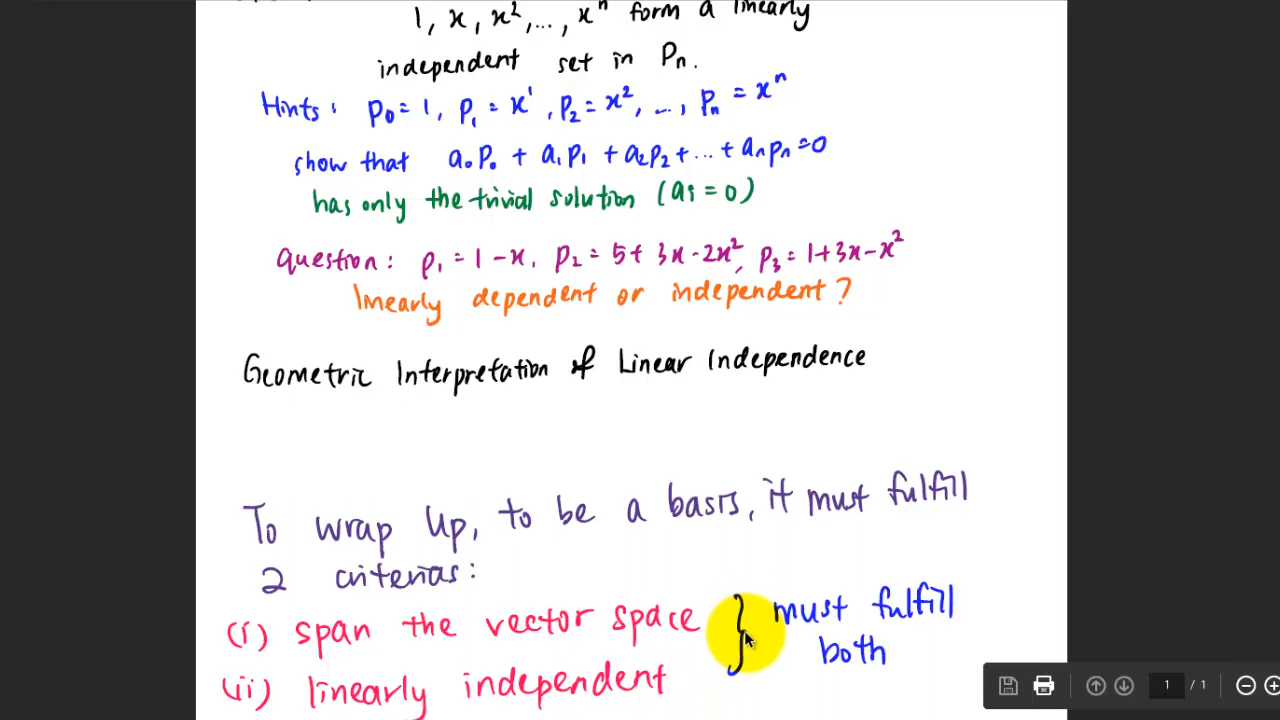 1, x, x², ..., xⁿ form a linearly
independent set in Pₙ.
Hints: p₀ = 1, p₁ = x¹, p₂ = x², ..., pₙ = xⁿ
show that a₀p₀ + a₁p₁ + a₂p₂ + ... + aₙpₙ = 0
has only the trivial solution (aᵢ = 0)
Question: p₁ = 1 - x, p₂ = 5 + 3x - 2x², p₃ = 1 + 3x - x²
linearly dependent or independent?
Geometric Interpretation of Linear Independence
To wrap up, to be a basis, it must fulfill
2 criterias:
(i) span the vector space } must fulfill
both
(ii) linearly independent
1 / 1